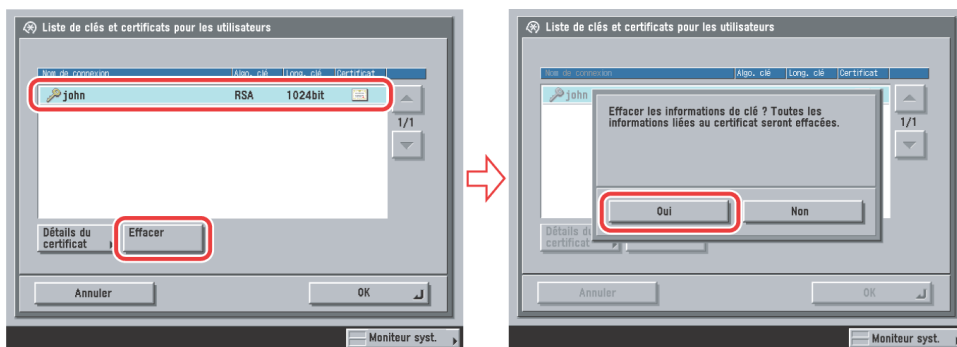 Liste de clés et certificats pour les utilisateurs
Nom de connexion Algo. clé Long. clé Certificat
john RSA 1024bit
1/1
Détails du
certificat
Effacer
Annuler OK
Moniteur syst.
Liste de clés et certificats pour les utilisateurs
Nom de connexion Algo. clé Long. clé Certificat
john
Effacer les informations de clé ? Toutes les
informations liées au certificat seront effacées.
1/1
Oui Non
Détails du
certificat
Annuler OK
Moniteur syst.